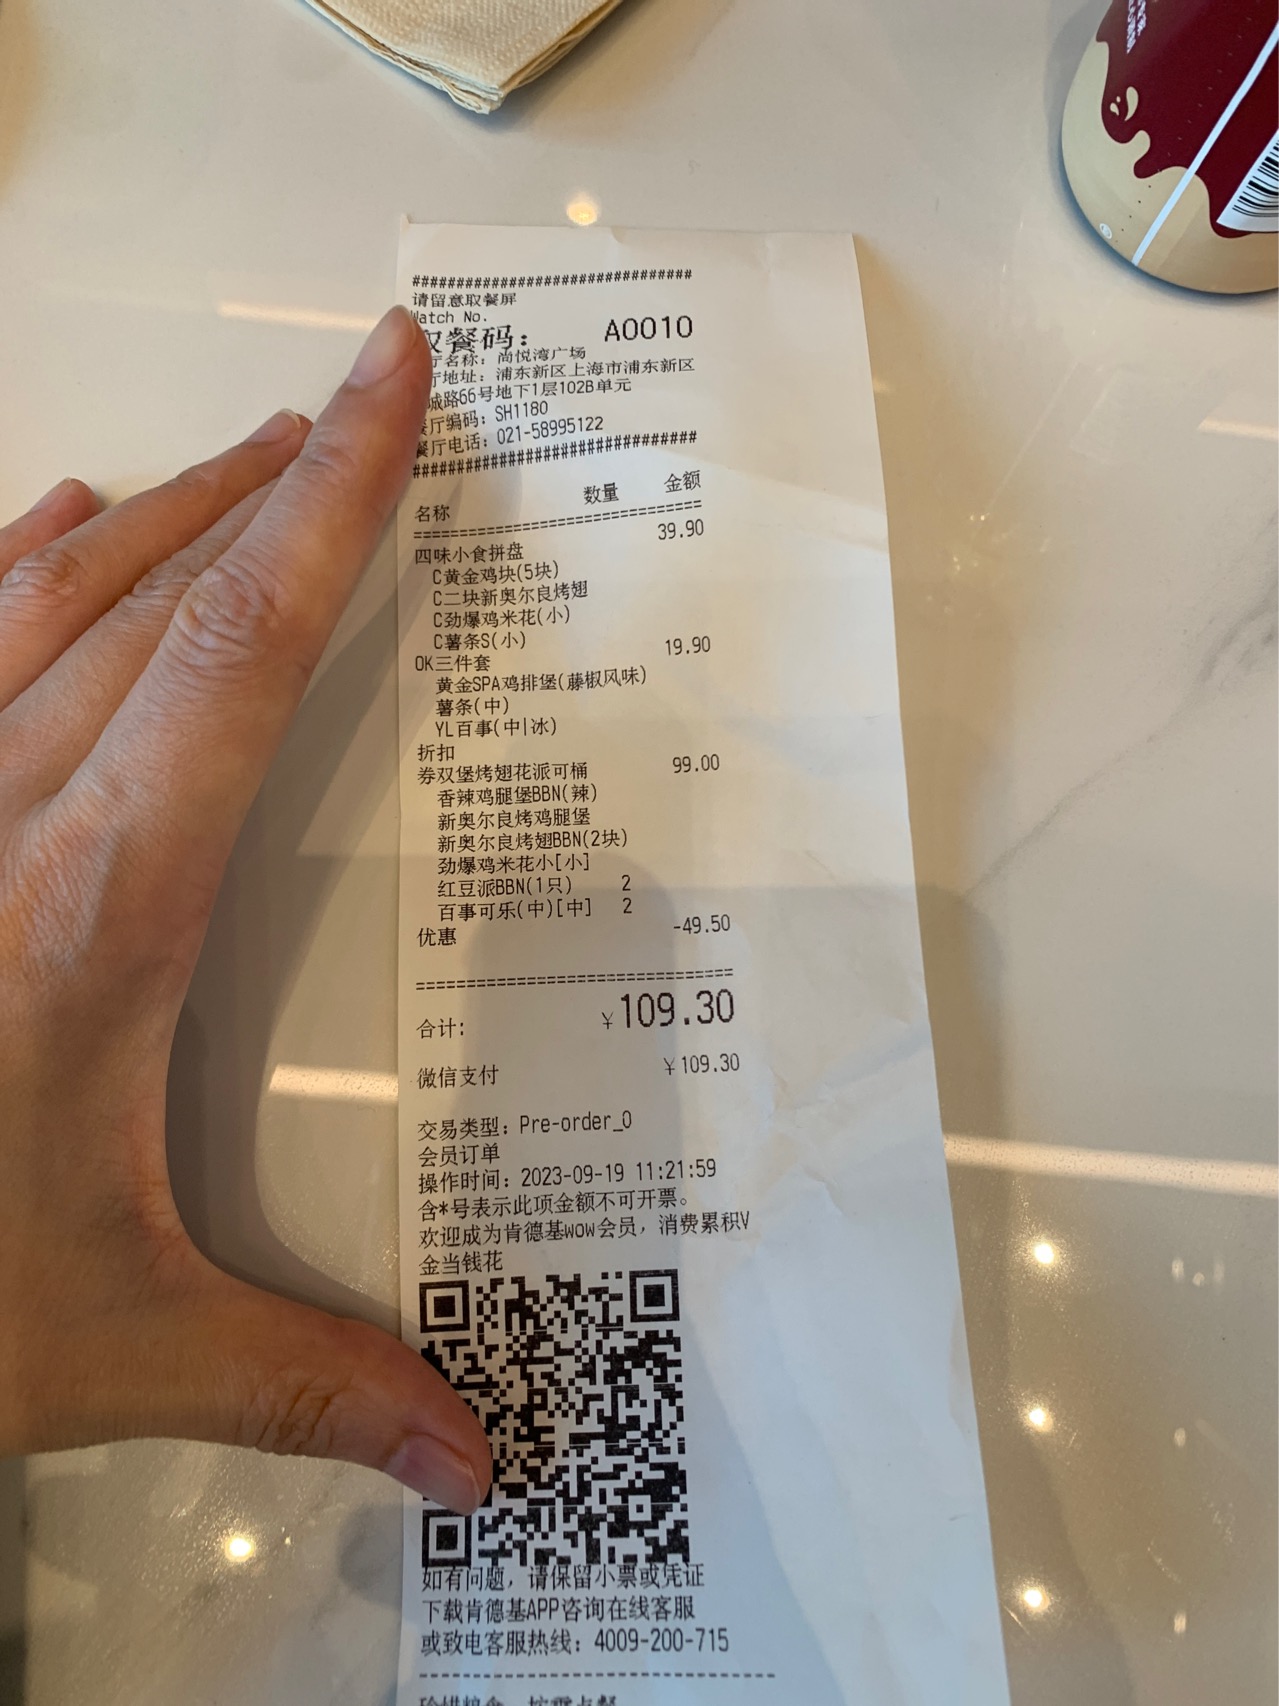 ################################
请留意取餐屏
Watch No.
取餐码: A0010
厅名称: 尚悦湾广场
厅地址: 浦东新区上海市浦东新区
城路66号地下1层102B单元
餐厅编码: SH1180
餐厅电话: 021-58995122
################################
名称 数量 金额
================================
39.90
四味小食拼盘
C黄金鸡块(5块)
C二块新奥尔良烤翅
C劲爆鸡米花(小)
C薯条S(小)
19.90
OK三件套
黄金SPA鸡排堡(藤椒风味)
薯条(中)
YL百事(中|冰)
折扣
券双堡烤翅花派可桶 99.00
香辣鸡腿堡BBN(辣)
新奥尔良烤鸡腿堡
新奥尔良烤翅BBN(2块)
劲爆鸡米花小[小]
红豆派BBN(1只) 2
百事可乐(中)[中] 2
优惠 -49.50
================================
合计: ¥109.30
微信支付 ¥109.30
交易类型: Pre-order_0
会员订单
操作时间: 2023-09-19 11:21:59
含*号表示此项金额不可开票。
欢迎成为肯德基wow会员, 消费累积V
金当钱花
如有问题, 请保留小票或凭证
下载肯德基APP咨询在线客服
或致电客服热线: 4009-200-715
--------------------------------